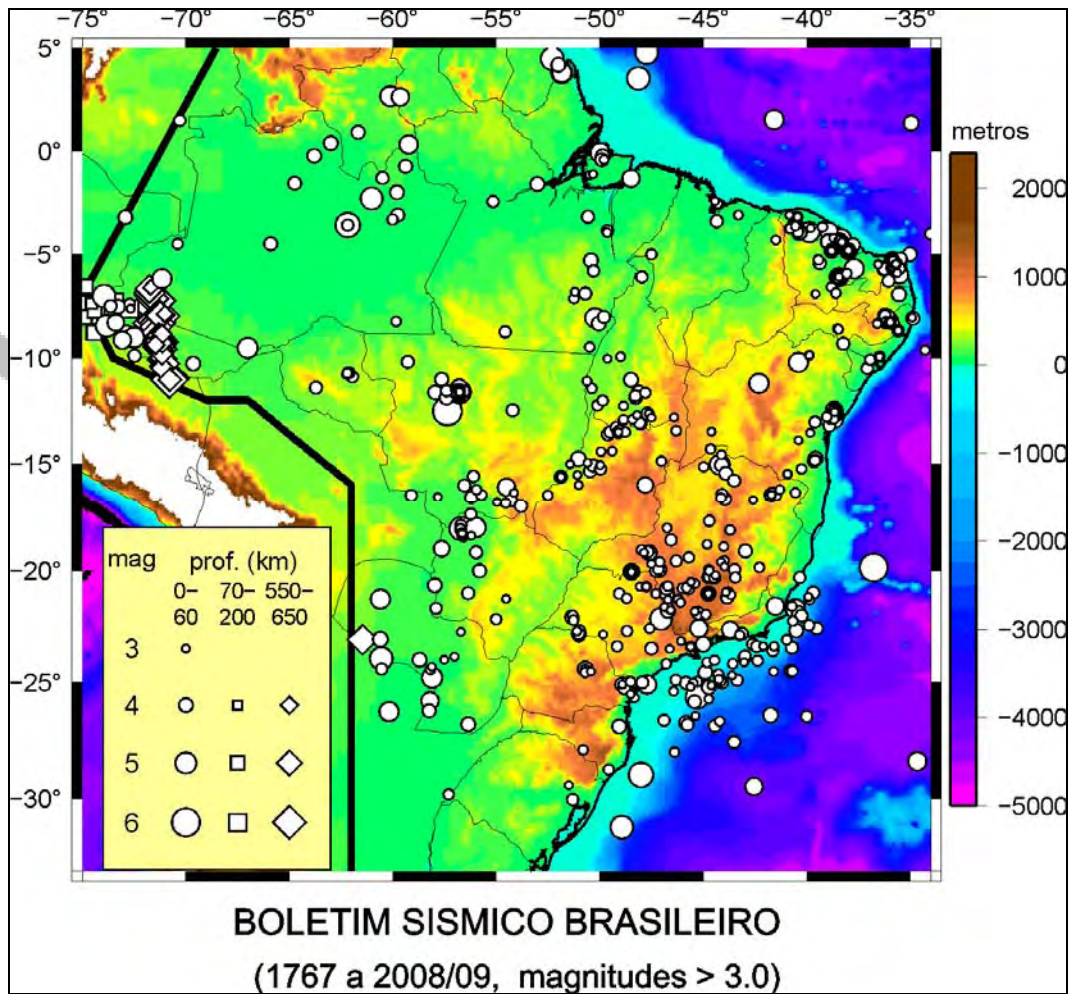 −75° −70° −65° −60° −55° −50° −45° −40° −35°
5°
0°
−5°
−10°
−15°
−20°
−25°
−30°
metros
2000
1000
0
−1000
−2000
−3000
−4000
−5000
mag prof. (km)
0− 70− 550−
60 200 650
3
4
5
6
BOLETIM SISMICO BRASILEIRO
(1767 a 2008/09, magnitudes > 3.0)